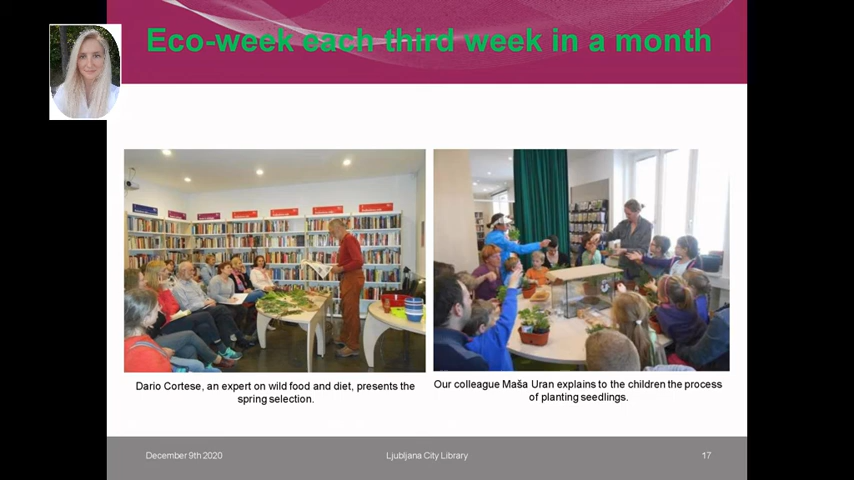 Eco-week each third week in a month
Dario Cortese, an expert on wild food and diet, presents the
spring selection.
Our colleague Maša Uran explains to the children the process
of planting seedlings.
December 9th 2020
Ljubljana City Library
17